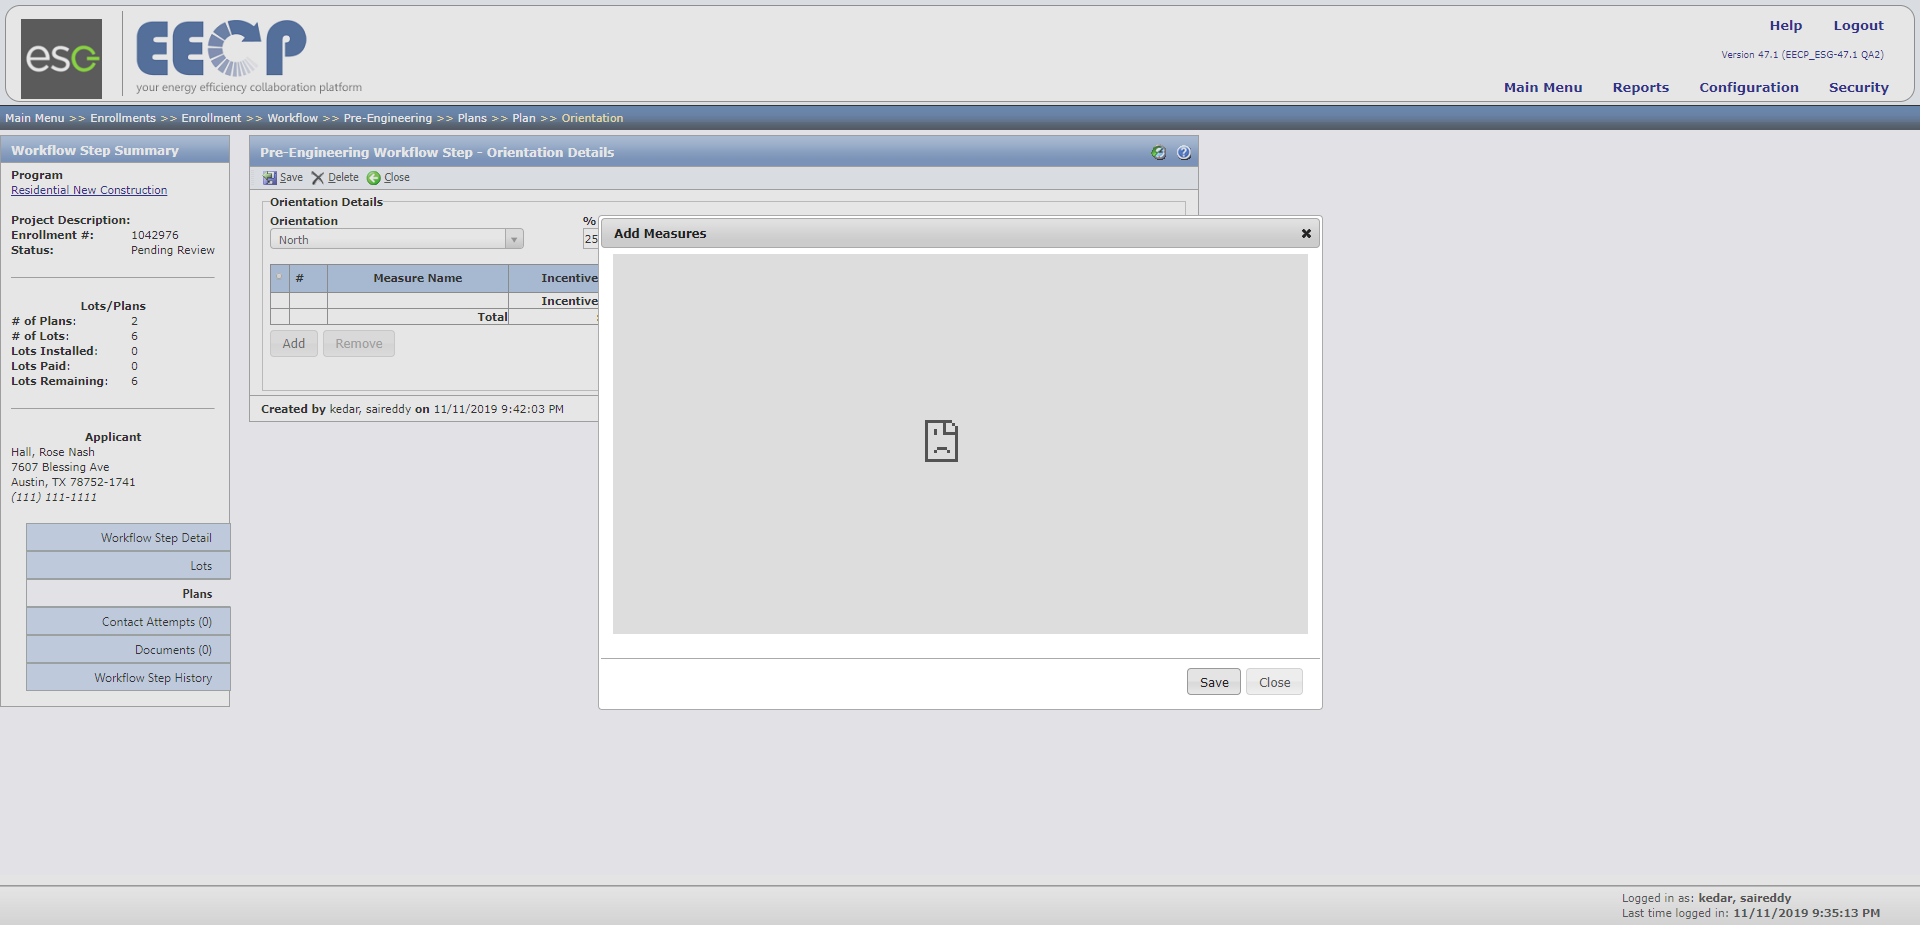 Help Logout
esc
EECP
your energy efficiency collaboration platform
Version 47.1 (EECP_ESG-47.1 QA2)
Main Menu Reports Configuration Security
Main Menu >> Enrollments >> Enrollment >> Workflow >> Pre-Engineering >> Plans >> Plan >> Orientation
Workflow Step Summary
Program
Residential New Construction
Project Description:
Enrollment #: 1042976
Status: Pending Review
Lots/Plans
# of Plans: 2
# of Lots: 6
Lots Installed: 0
Lots Paid: 0
Lots Remaining: 6
Applicant
Hall, Rose Nash
7607 Blessing Ave
Austin, TX 78752-1741
(111) 111-1111
Workflow Step Detail
Lots
Plans
Contact Attempts (0)
Documents (0)
Workflow Step History
Pre-Engineering Workflow Step - Orientation Details
Save Delete Close
Orientation Details
Orientation %
North 25
# Measure Name Incentive
Incentive
Total
Add Remove
Created by kedar, saireddy on 11/11/2019 9:42:03 PM
Add Measures
Save Close
Logged in as: kedar, saireddy
Last time logged in: 11/11/2019 9:35:13 PM